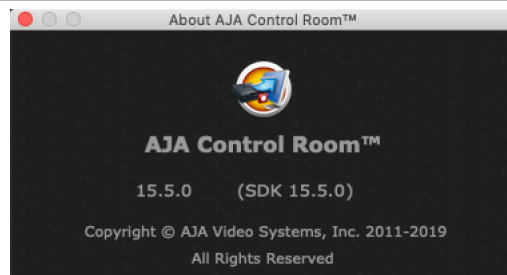 About AJA Control Room™
AJA Control Room™
15.5.0 (SDK 15.5.0)
Copyright © AJA Video Systems, Inc. 2011-2019
All Rights Reserved